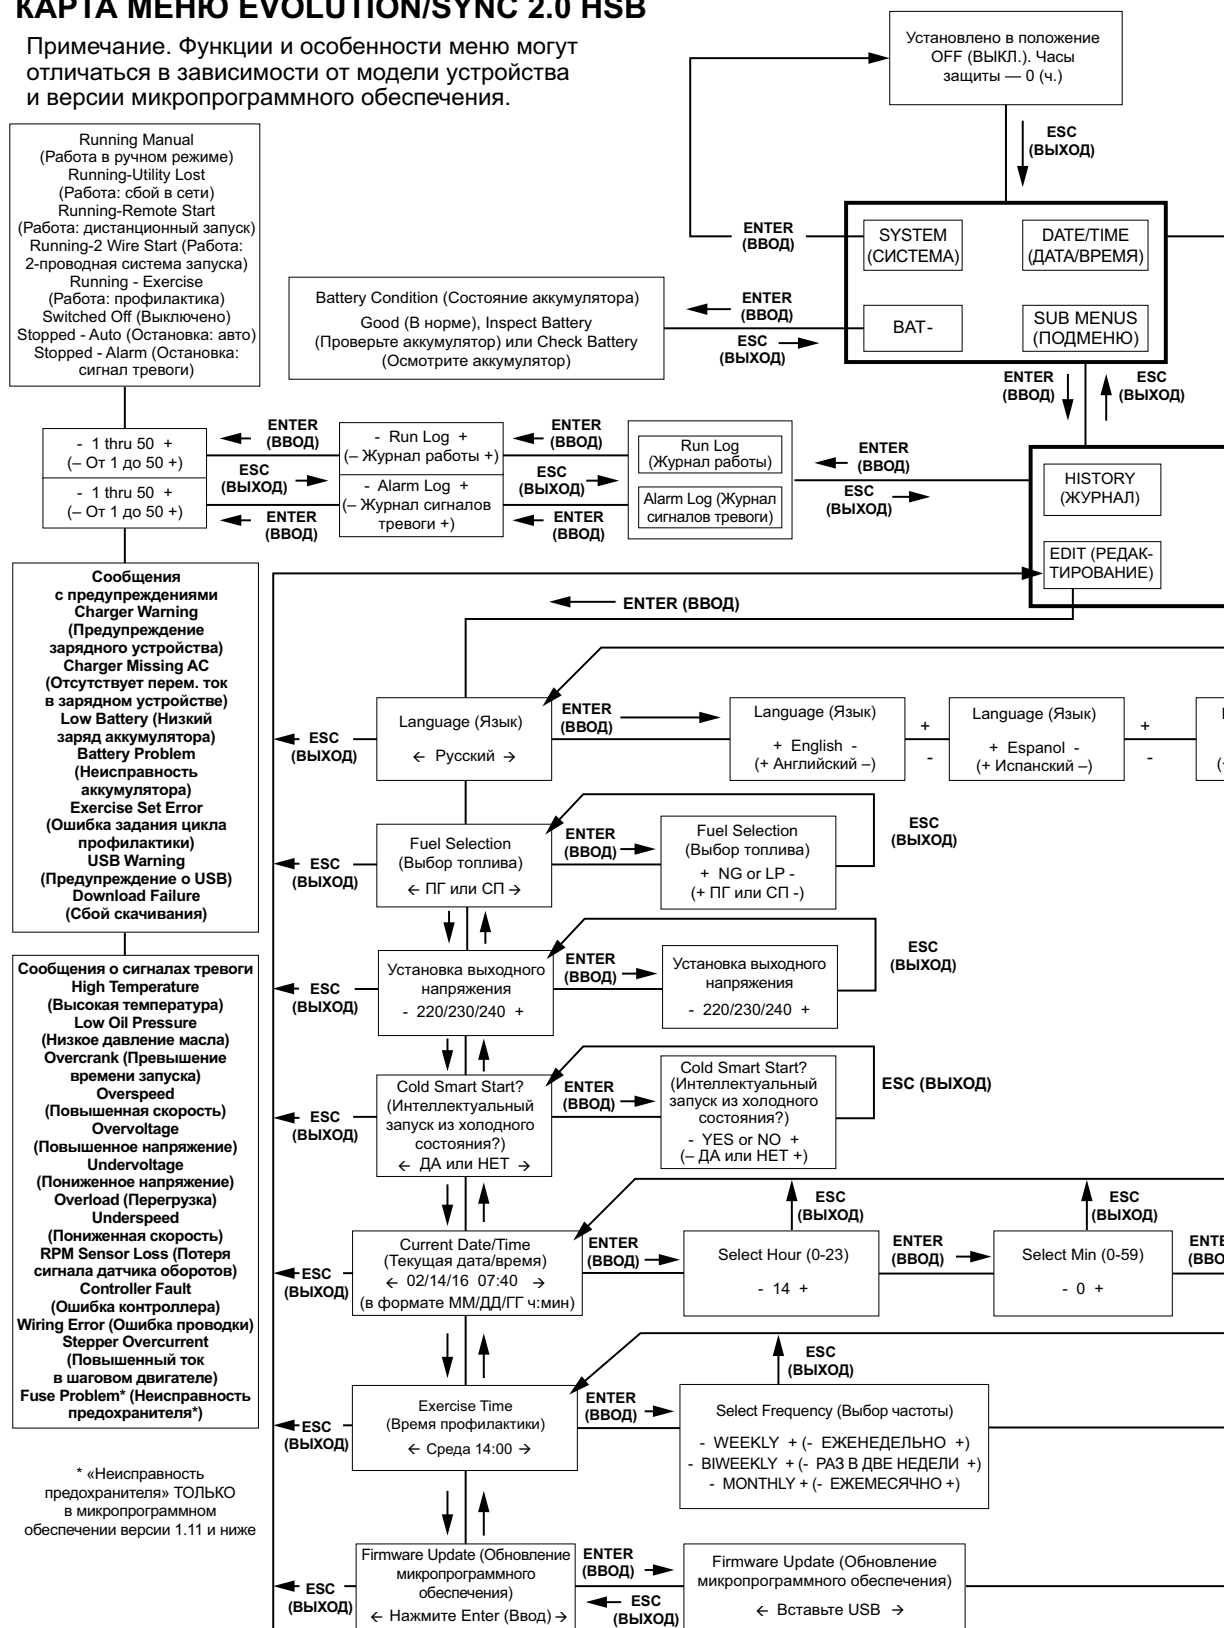 КАРТА МЕНЮ EVOLUTION/SYNC 2.0 HSB
Примечание. Функции и особенности меню могут
отличаться в зависимости от модели устройства
и версии микропрограммного обеспечения.
Установлено в положение
OFF (ВЫКЛ.). Часы
защиты — 0 (ч.)
ESC
(ВЫХОД)
Running Manual
(Работа в ручном режиме)
Running-Utility Lost
(Работа: сбой в сети)
Running-Remote Start
(Работа: дистанционный запуск)
Running-2 Wire Start (Работа:
2-проводная система запуска)
Running - Exercise
(Работа: профилактика)
Switched Off (Выключено)
Stopped - Auto (Остановка: авто)
Stopped - Alarm (Остановка:
сигнал тревоги)
ENTER
(ВВОД)
SYSTEM
(СИСТЕМА)
DATE/TIME
(ДАТА/ВРЕМЯ)
BAT-
SUB MENUS
(ПОДМЕНЮ)
Battery Condition (Состояние аккумулятора)
Good (В норме), Inspect Battery
(Проверьте аккумулятор) или Check Battery
(Осмотрите аккумулятор)
ENTER
(ВВОД)
ESC
(ВЫХОД)
ENTER
(ВВОД)
ESC
(ВЫХОД)
- 1 thru 50 +
(– От 1 до 50 +)
- 1 thru 50 +
(– От 1 до 50 +)
ENTER
(ВВОД)
ESC
(ВЫХОД)
ENTER
(ВВОД)
- Run Log +
(– Журнал работы +)
- Alarm Log +
(– Журнал сигналов
тревоги +)
ENTER
(ВВОД)
ESC
(ВЫХОД)
ENTER
(ВВОД)
Run Log
(Журнал работы)
Alarm Log (Журнал
сигналов тревоги)
ENTER
(ВВОД)
ESC
(ВЫХОД)
HISTORY
(ЖУРНАЛ)
EDIT (РЕДАК-
ТИРОВАНИЕ)
ENTER (ВВОД)
Сообщения
с предупреждениями
Charger Warning
(Предупреждение
зарядного устройства)
Charger Missing AC
(Отсутствует перем. ток
в зарядном устройстве)
Low Battery (Низкий
заряд аккумулятора)
Battery Problem
(Неисправность
аккумулятора)
Exercise Set Error
(Ошибка задания цикла
профилактики)
USB Warning
(Предупреждение о USB)
Download Failure
(Сбой скачивания)
Сообщения о сигналах тревоги
High Temperature
(Высокая температура)
Low Oil Pressure
(Низкое давление масла)
Overcrank (Превышение
времени запуска)
Overspeed
(Повышенная скорость)
Overvoltage
(Повышенное напряжение)
Undervoltage
(Пониженное напряжение)
Overload (Перегрузка)
Underspeed
(Пониженная скорость)
RPM Sensor Loss (Потеря
сигнала датчика оборотов)
Controller Fault
(Ошибка контроллера)
Wiring Error (Ошибка проводки)
Stepper Overcurrent
(Повышенный ток
в шаговом двигателе)
Fuse Problem* (Неисправность
предохранителя*)
* «Неисправность
предохранителя» ТОЛЬКО
в микропрограммном
обеспечении версии 1.11 и ниже
ESC
(ВЫХОД)
Language (Язык)
← Русский →
ENTER
(ВВОД)
Language (Язык)
+ English -
(+ Английский –)
+
-
Language (Язык)
+ Espanol -
(+ Испанский –)
+
-
ESC
(ВЫХОД)
Fuel Selection
(Выбор топлива)
← ПГ или СП →
ENTER
(ВВОД)
Fuel Selection
(Выбор топлива)
+ NG or LP -
(+ ПГ или СП -)
ESC
(ВЫХОД)
ESC
(ВЫХОД)
Установка выходного
напряжения
- 220/230/240 +
ENTER
(ВВОД)
Установка выходного
напряжения
- 220/230/240 +
ESC
(ВЫХОД)
ESC
(ВЫХОД)
Cold Smart Start?
(Интеллектуальный
запуск из холодного
состояния?)
← ДА или НЕТ →
ENTER
(ВВОД)
Cold Smart Start?
(Интеллектуальный
запуск из холодного
состояния?)
- YES or NO +
(– ДА или НЕТ +)
ESC (ВЫХОД)
ESC
(ВЫХОД)
Current Date/Time
(Текущая дата/время)
← 02/14/16 07:40 →
(в формате ММ/ДД/ГГ ч:мин)
ENTER
(ВВОД)
Select Hour (0-23)
- 14 +
ESC
(ВЫХОД)
ENTER
(ВВОД)
Select Min (0-59)
- 0 +
ESC
(ВЫХОД)
ESC
(ВЫХОД)
Exercise Time
(Время профилактики)
← Среда 14:00 →
ENTER
(ВВОД)
ESC
(ВЫХОД)
Select Frequency (Выбор частоты)
- WEEKLY + (- ЕЖЕНЕДЕЛЬНО +)
- BIWEEKLY + (- РАЗ В ДВЕ НЕДЕЛИ +)
- MONTHLY + (- ЕЖЕМЕСЯЧНО +)
ESC
(ВЫХОД)
Firmware Update (Обновление
микропрограммного
обеспечения)
← Нажмите Enter (Ввод) →
ENTER
(ВВОД)
ESC
(ВЫХОД)
Firmware Update (Обновление
микропрограммного обеспечения)
← Вставьте USB →